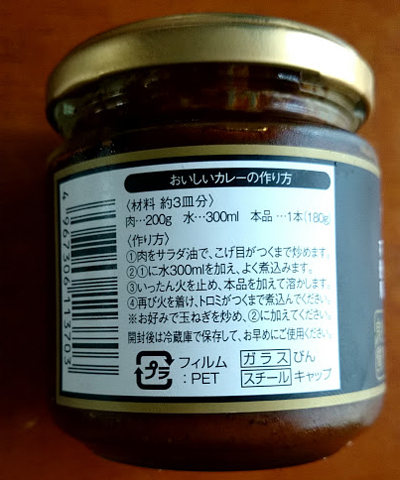 おいしいカレーの作り方
〈材料 約3皿分〉
肉…200g 水…300ml 本品…1本(180g)
〈作り方〉
①肉をサラダ油で、こげ目がつくまで炒めます。
②①に水300mlを加え、よく煮込みます。
③いったん火を止め、本品を加えて溶かします。
④再び火を着け、トロミがつくまで煮込んでください。
※お好みで玉ねぎを炒め、②に加えてください。
開封後は冷蔵庫で保存して、お早めにご使用ください。
プラ フィルム ガラス びん
:PET スチール キャップ
4967306113703